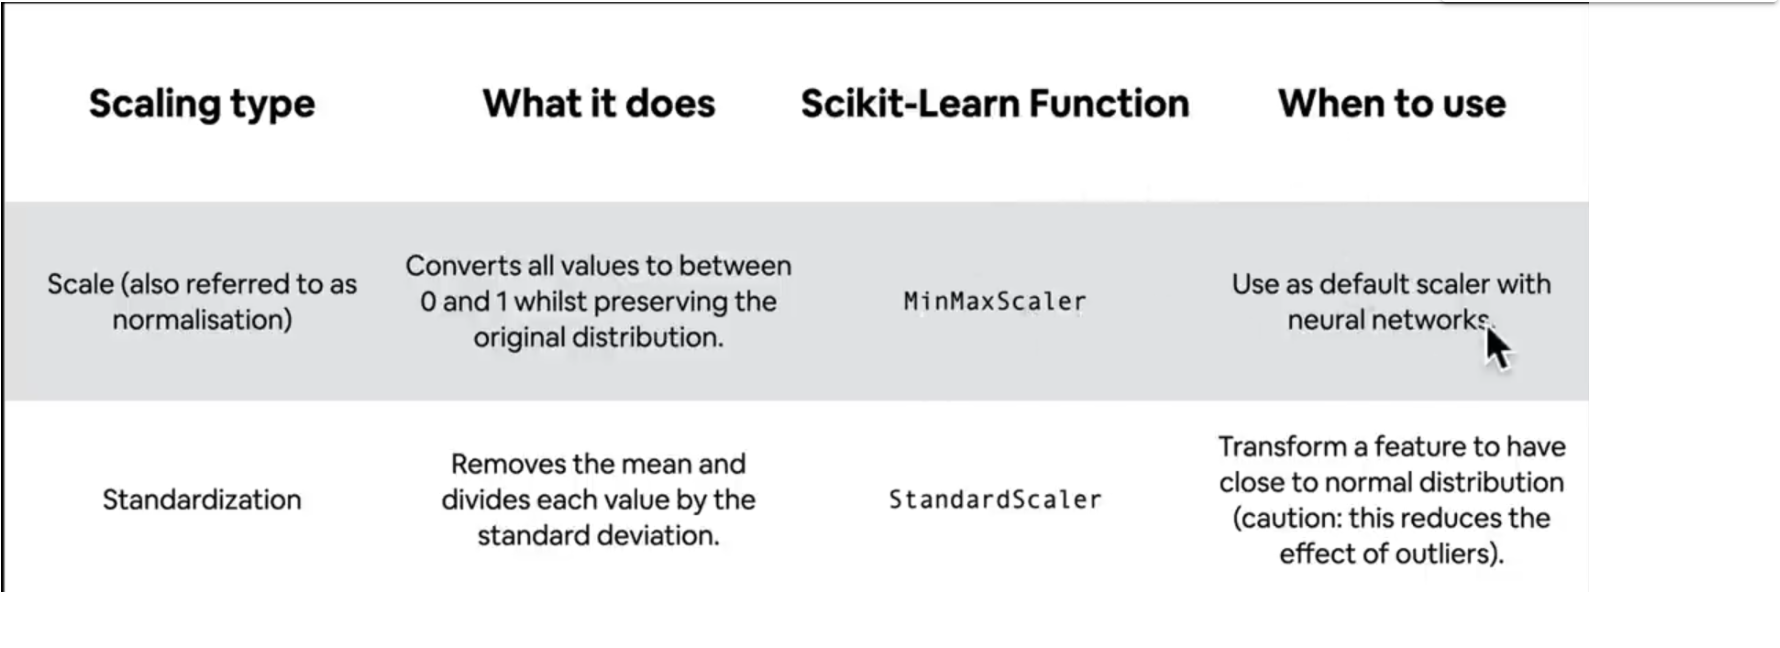 Scaling type
What it does
Scikit-Learn Function
When to use
Scale (also referred to as
normalisation)
Converts all values to between
0 and 1 whilst preserving the
original distribution.
MinMaxScaler
Use as default scaler with
neural networks.
Standardization
Removes the mean and
divides each value by the
standard deviation.
StandardScaler
Transform a feature to have
close to normal distribution
(caution: this reduces the
effect of outliers).